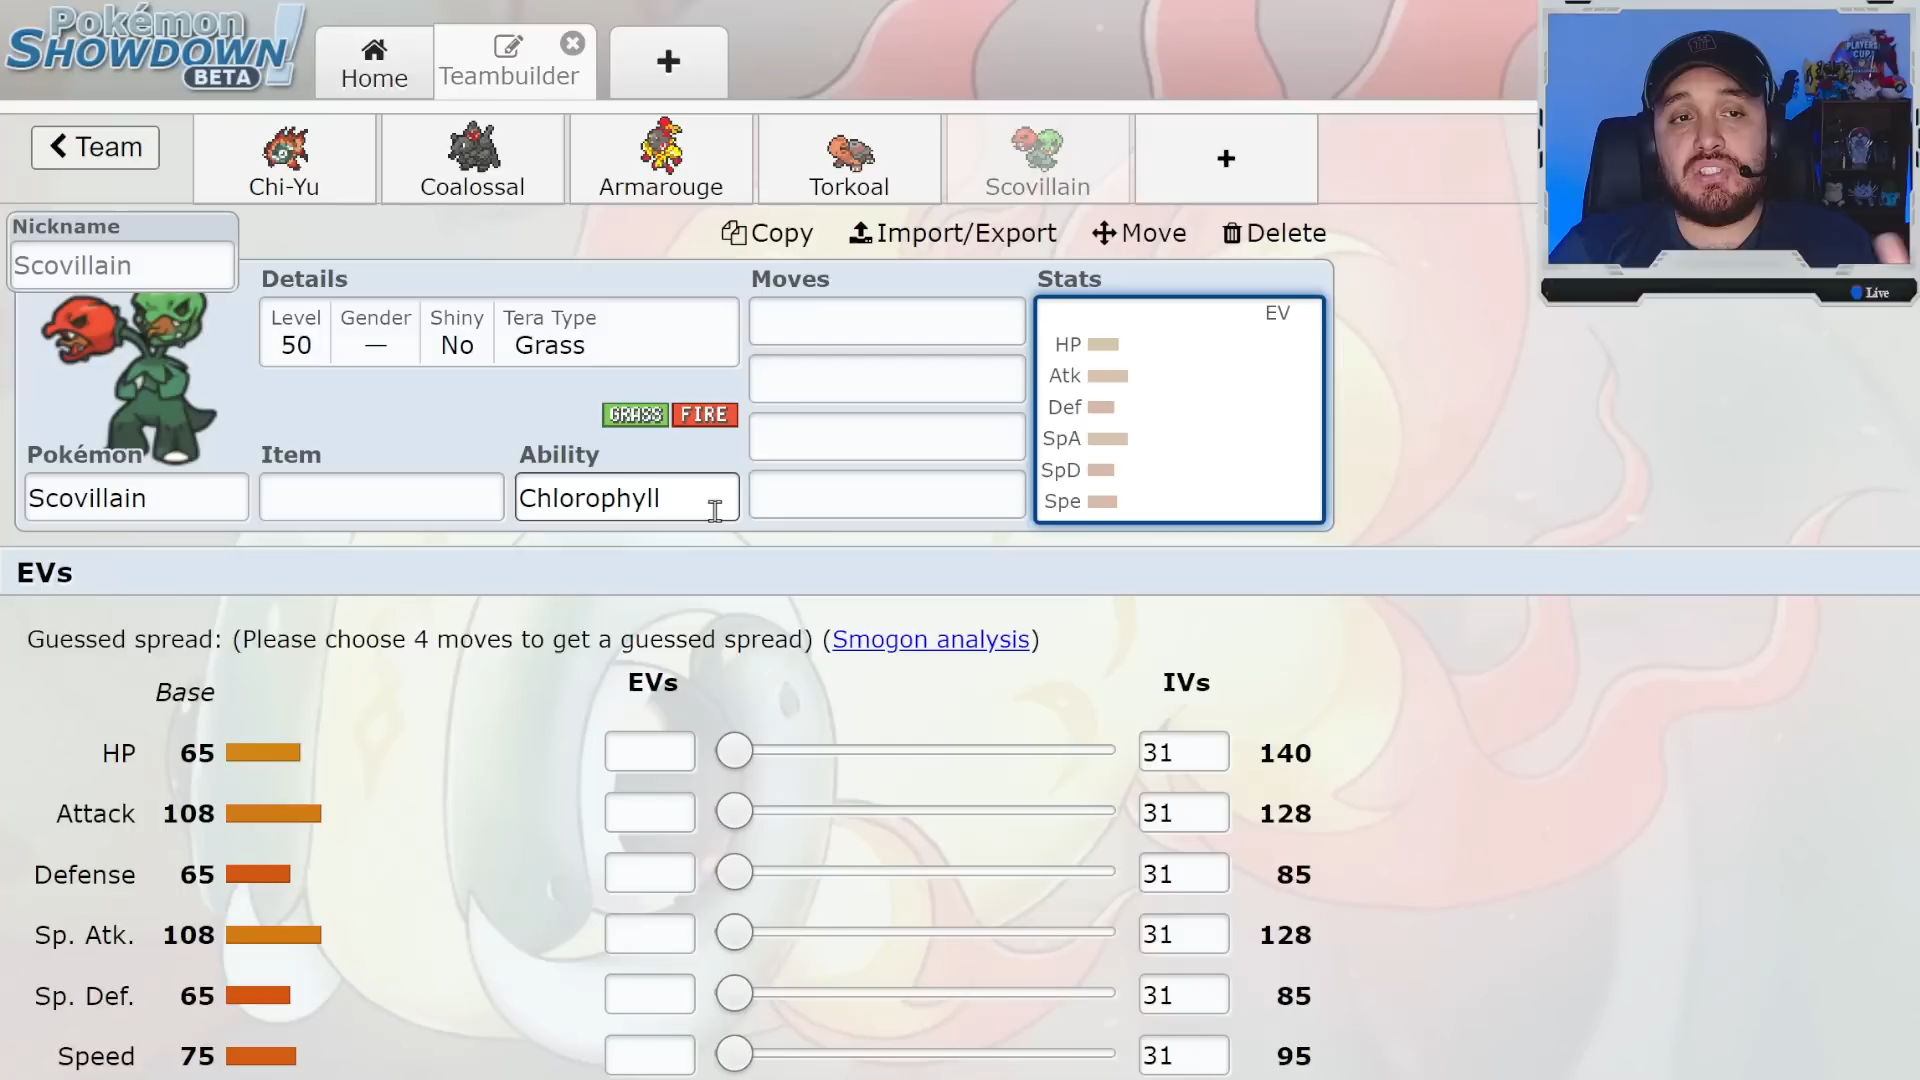 Pokémon
SHOWDOWN!
BETA
Home
Teambuilder
+
Team
Chi-Yu
Coalossal
Armarouge
Torkoal
Scovillain
+
Copy
Import/Export
Move
Delete
Nickname
Scovillain
Details
Moves
Stats
Level
Gender
Shiny
Tera Type
50
—
No
Grass
EV
HP
Atk
Def
SpA
SpD
Spe
GRASS
FIRE
Pokémon
Item
Ability
Scovillain
Chlorophyll
EVs
Guessed spread: (Please choose 4 moves to get a guessed spread) (Smogon analysis)
Base
EVs
IVs
HP 65 31 140
Attack 108 31 128
Defense 65 31 85
Sp. Atk. 108 31 128
Sp. Def. 65 31 85
Speed 75 31 95
PLAYERS
CUP
Live